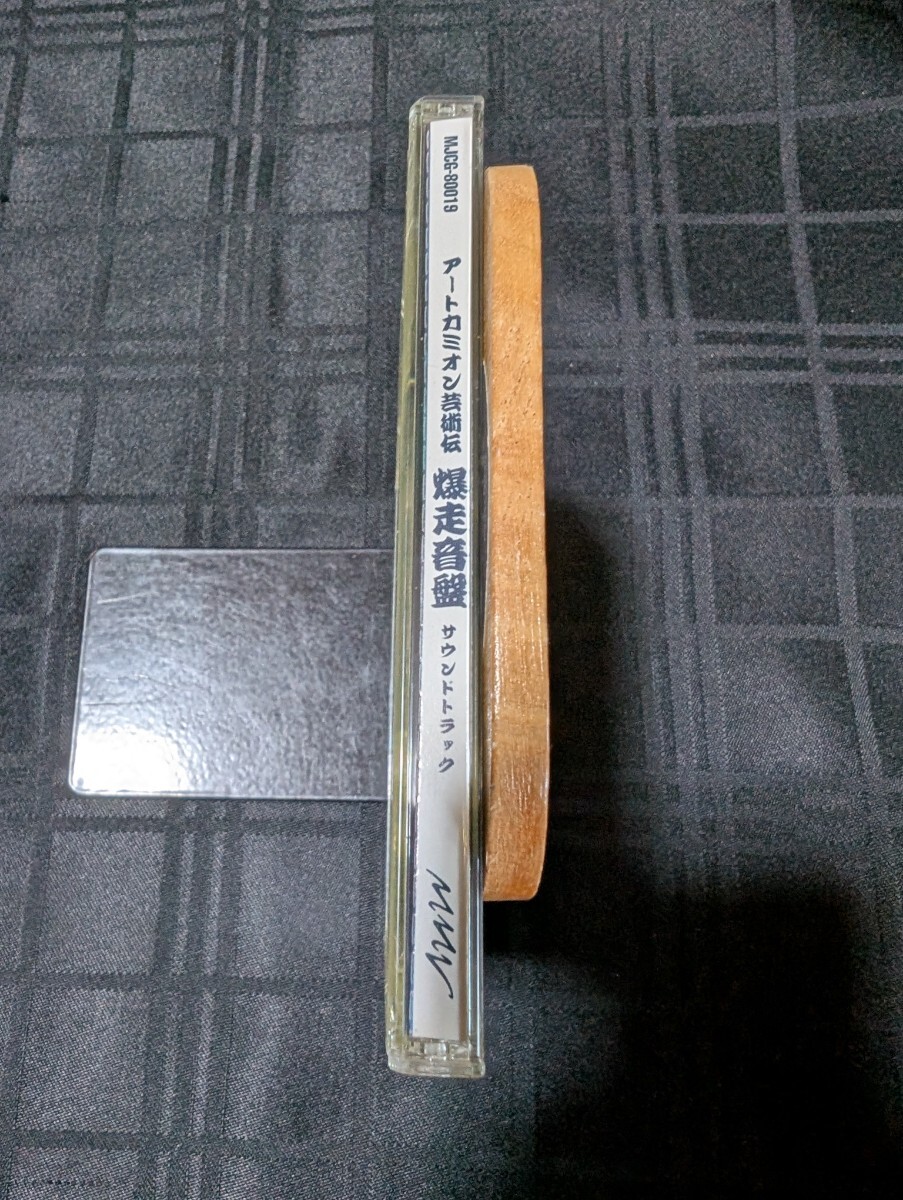 MJCG-80019
アートカミオン芸術伝
爆走音盤
サウンドトラック